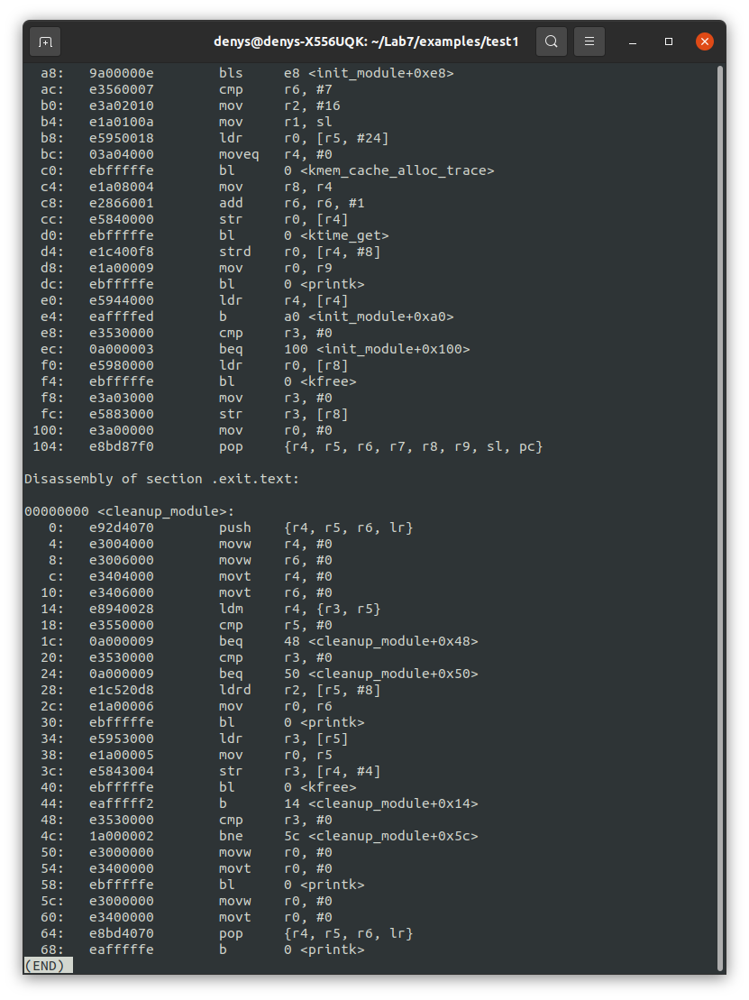 denys@denys-X556UQK: ~/Lab7/examples/test1
a8: 9a00000e bls e8 <init_module+0xe8>
ac: e3560007 cmp r6, #7
b0: e3a02010 mov r2, #16
b4: e1a0100a mov r1, sl
b8: e5950018 ldr r0, [r5, #24]
bc: 03a04000 moveq r4, #0
c0: ebfffffe bl 0 <kmem_cache_alloc_trace>
c4: e1a08004 mov r8, r4
c8: e2866001 add r6, r6, #1
cc: e5840000 str r0, [r4]
d0: ebfffffe bl 0 <ktime_get>
d4: e1c400f8 strd r0, [r4, #8]
d8: e1a00009 mov r0, r9
dc: ebfffffe bl 0 <printk>
e0: e5944000 ldr r4, [r4]
e4: eaffffed b a0 <init_module+0xa0>
e8: e3530000 cmp r3, #0
ec: 0a000003 beq 100 <init_module+0x100>
f0: e5980000 ldr r0, [r8]
f4: ebfffffe bl 0 <kfree>
f8: e3a03000 mov r3, #0
fc: e5883000 str r3, [r8]
100: e3a00000 mov r0, #0
104: e8bd87f0 pop {r4, r5, r6, r7, r8, r9, sl, pc}
Disassembly of section .exit.text:
00000000 <cleanup_module>:
0: e92d4070 push {r4, r5, r6, lr}
4: e3004000 movw r4, #0
8: e3006000 movw r6, #0
c: e3404000 movt r4, #0
10: e3406000 movt r6, #0
14: e8940028 ldm r4, {r3, r5}
18: e3550000 cmp r5, #0
1c: 0a000009 beq 48 <cleanup_module+0x48>
20: e3530000 cmp r3, #0
24: 0a000009 beq 50 <cleanup_module+0x50>
28: e1c520d8 ldrd r2, [r5, #8]
2c: e1a00006 mov r0, r6
30: ebfffffe bl 0 <printk>
34: e5953000 ldr r3, [r5]
38: e1a00005 mov r0, r5
3c: e5843004 str r3, [r4, #4]
40: ebfffffe bl 0 <kfree>
44: eafffff2 b 14 <cleanup_module+0x14>
48: e3530000 cmp r3, #0
4c: 1a000002 bne 5c <cleanup_module+0x5c>
50: e3000000 movw r0, #0
54: e3400000 movt r0, #0
58: ebfffffe bl 0 <printk>
5c: e3000000 movw r0, #0
60: e3400000 movt r0, #0
64: e8bd4070 pop {r4, r5, r6, lr}
68: eafffffe b 0 <printk>
(END)